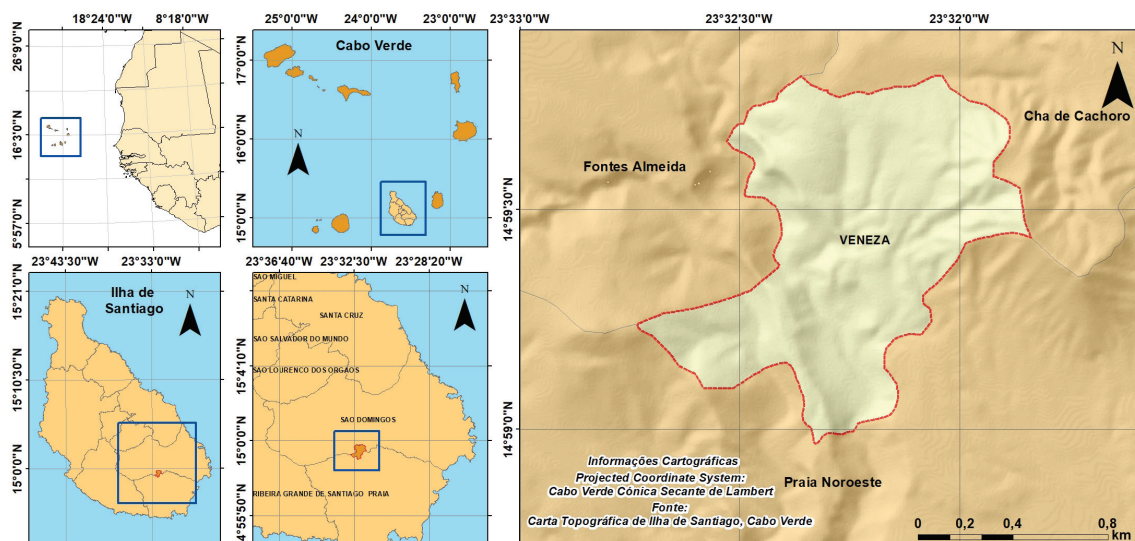 18°24'0"W 8°18'0"W
26°9'0"N
16°3'0"N
5°57'0"N
25°0'0"W 24°0'0"W 23°0'0"W
Cabo Verde
17°0'0"N
16°0'0"N
15°0'0"N
N
23°43'30"W 23°33'0"W
Ilha de
Santiago
N
15°21'0"N
15°10'30"N
15°0'0"N
23°36'40"W 23°32'30"W 23°28'20"W
SAO MIGUEL
SANTA CATARINA
SANTA CRUZ
SAO SALVADOR DO MUNDO
SAO LOURENCO DOS ORGAOS
SAO DOMINGOS
RIBEIRA GRANDE DE SANTIAGO PRAIA
N
15°4'10"N
15°0'0"N
14°55'50"N
23°33'0"W 23°32'30"W 23°32'0"W
N
Cha de Cachoro
Fontes Almeida
VENEZA
14°59'30"N
14°59'0"N
Praia Noroeste
Informações Cartográficas
Projected Coordinate System:
Cabo Verde Cónica Secante de Lambert
Fonte:
Carta Topográfica de Ilha de Santiago, Cabo Verde
0 0,2 0,4 0,8
km